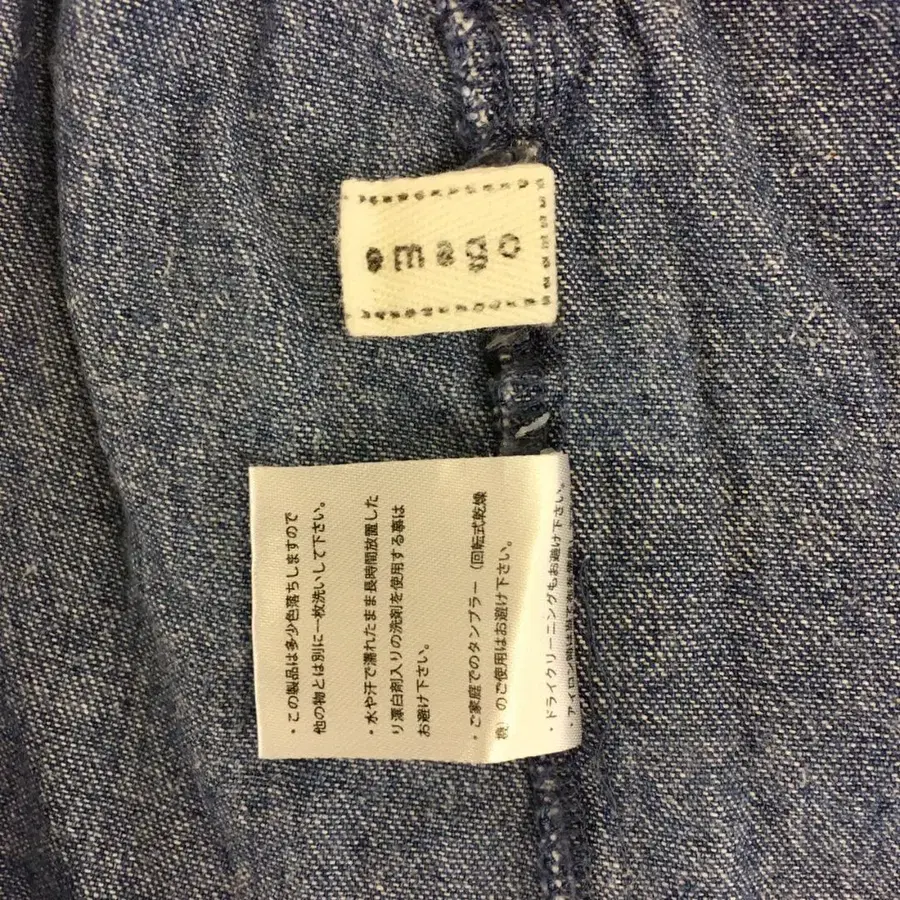 emago
・この製品は多少色落ちしますので
他の物とは別に一枚洗いして下さい。
・水や汗で濡れたまま長時間放置した
り漂白剤入りの洗剤を使用する事は
お避け下さい。
・ご家庭でのタンブラー（回転式乾燥
機）のご使用はお避け下さい。
・ドライクリーニングもお避け下さい。
・アイロン